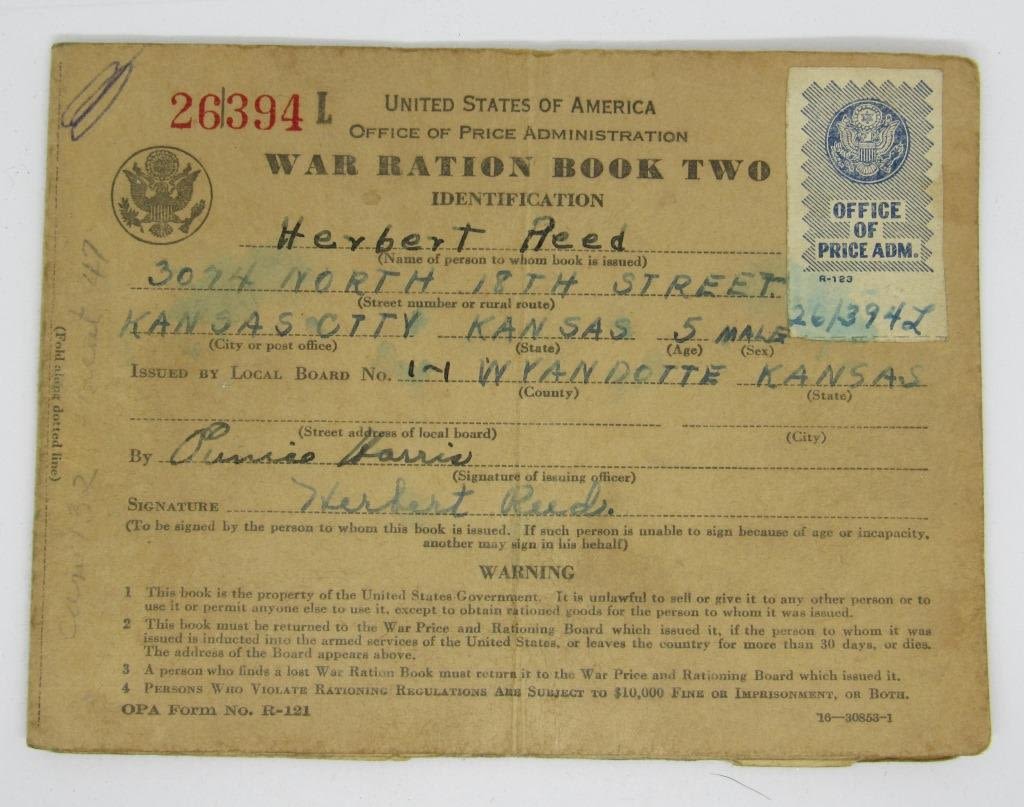 26394 L
UNITED STATES OF AMERICA
OFFICE OF PRICE ADMINISTRATION
WAR RATION BOOK TWO
IDENTIFICATION
OFFICE
OF
PRICE ADM.
R-123
26/394L
Herbert Reed
(Name of person to whom book is issued)
3074 NORTH 18TH STREET.
(Street number or rural route)
KANSAS CITY KANSAS 5 MALE
(City or post office) (State) (Age) (Sex)
ISSUED BY LOCAL BOARD NO. 1-1 WYANDOTTE KANSAS
(County) (State)
(Street address of local board) (City)
By Harris
(Signature of issuing officer)
SIGNATURE Herbert Reed.
(To be signed by the person to whom this book is issued. If such person is unable to sign because of age or incapacity,
another may sign in his behalf)
WARNING
1 This book is the property of the United States Government. It is unlawful to sell or give it to any other person or to
use it or permit anyone else to use it, except to obtain rationed goods for the person to whom it was issued.
2 This book must be returned to the War Price and Rationing Board which issued it, if the person to whom it was
issued is inducted into the armed services of the United States, or leaves the country for more than 30 days, or dies.
The address of the Board appears above.
3 A person who finds a lost War Ration Book must return it to the War Price and Rationing Board which issued it.
4 PERSONS WHO VIOLATE RATIONING REGULATIONS ARE SUBJECT TO $10,000 FINE OR IMPRISONMENT, OR BOTH.
OPA FORM NO. R-121
16—30853-1
(Fold along dotted line)